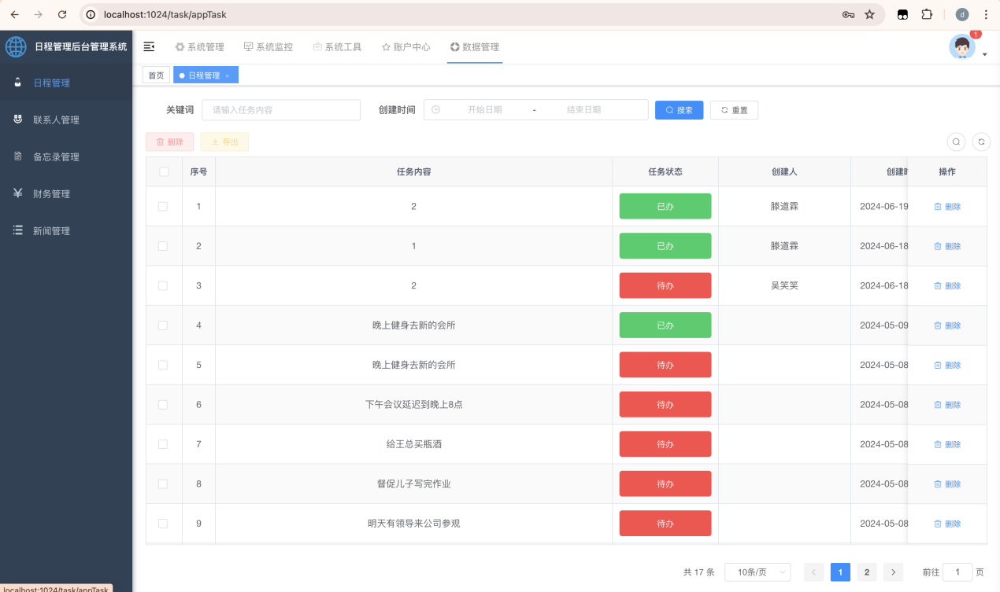 localhost:1024/task/appTask
d
日程管理后台管理系统
系统管理 系统监控 系统工具 账户中心 数据管理
1
日程管理
联系人管理
备忘录管理
财务管理
新闻管理
首页 日程管理 ×
关键词 请输入任务内容 创建时间 开始日期 - 结束日期 搜索 重置
删除 导出
序号 任务内容 任务状态 创建人 创建 操作
1 2 已办 滕道霖 2024-06-19 删除
2 1 已办 滕道霖 2024-06-18 删除
3 2 待办 吴笑笑 2024-06-18 删除
4 晚上健身去新的会所 已办 2024-05-09 删除
5 晚上健身去新的会所 待办 2024-05-08 删除
6 下午会议延迟到晚上8点 待办 2024-05-08 删除
7 给王总买瓶酒 待办 2024-05-08 删除
8 督促儿子写完作业 待办 2024-05-08 删除
9 明天有领导来公司参观 待办 2024-05-08 删除
共 17 条 10条/页 1 2 前往 1 页
localhost:1024/task/appTask